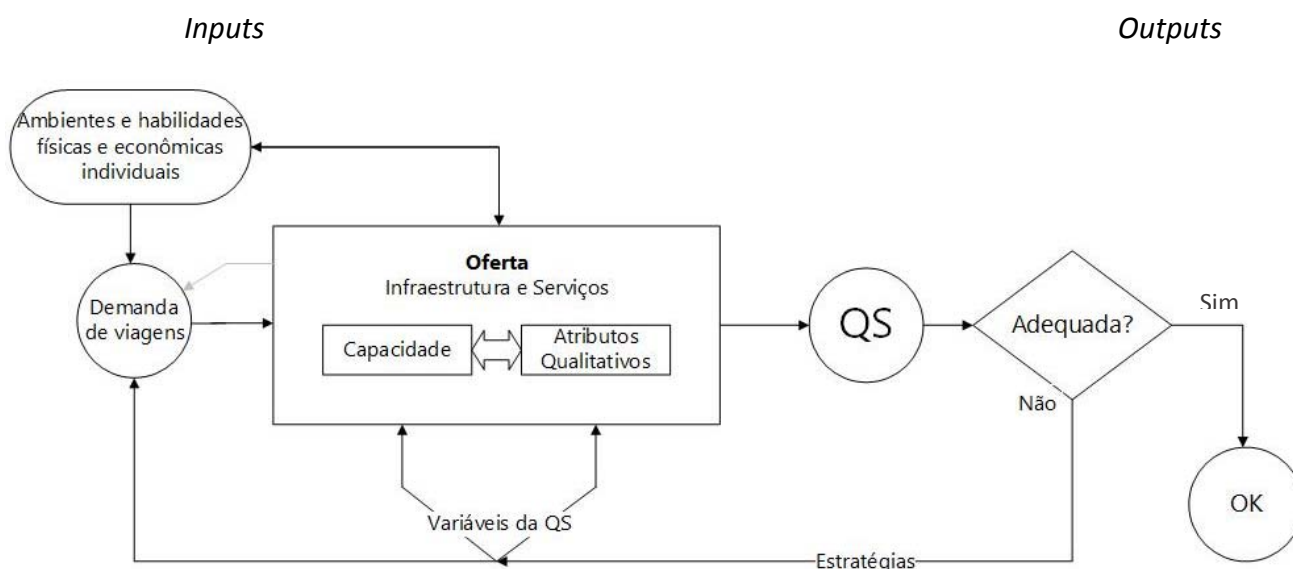 Inputs
Outputs
Ambientes e habilidades
físicas e econômicas
individuais
Demanda
de viagens
Oferta
Infraestrutura e Serviços
Capacidade
Atributos
Qualitativos
QS
Adequada?
Sim
Não
OK
Variáveis da QS
Estratégias